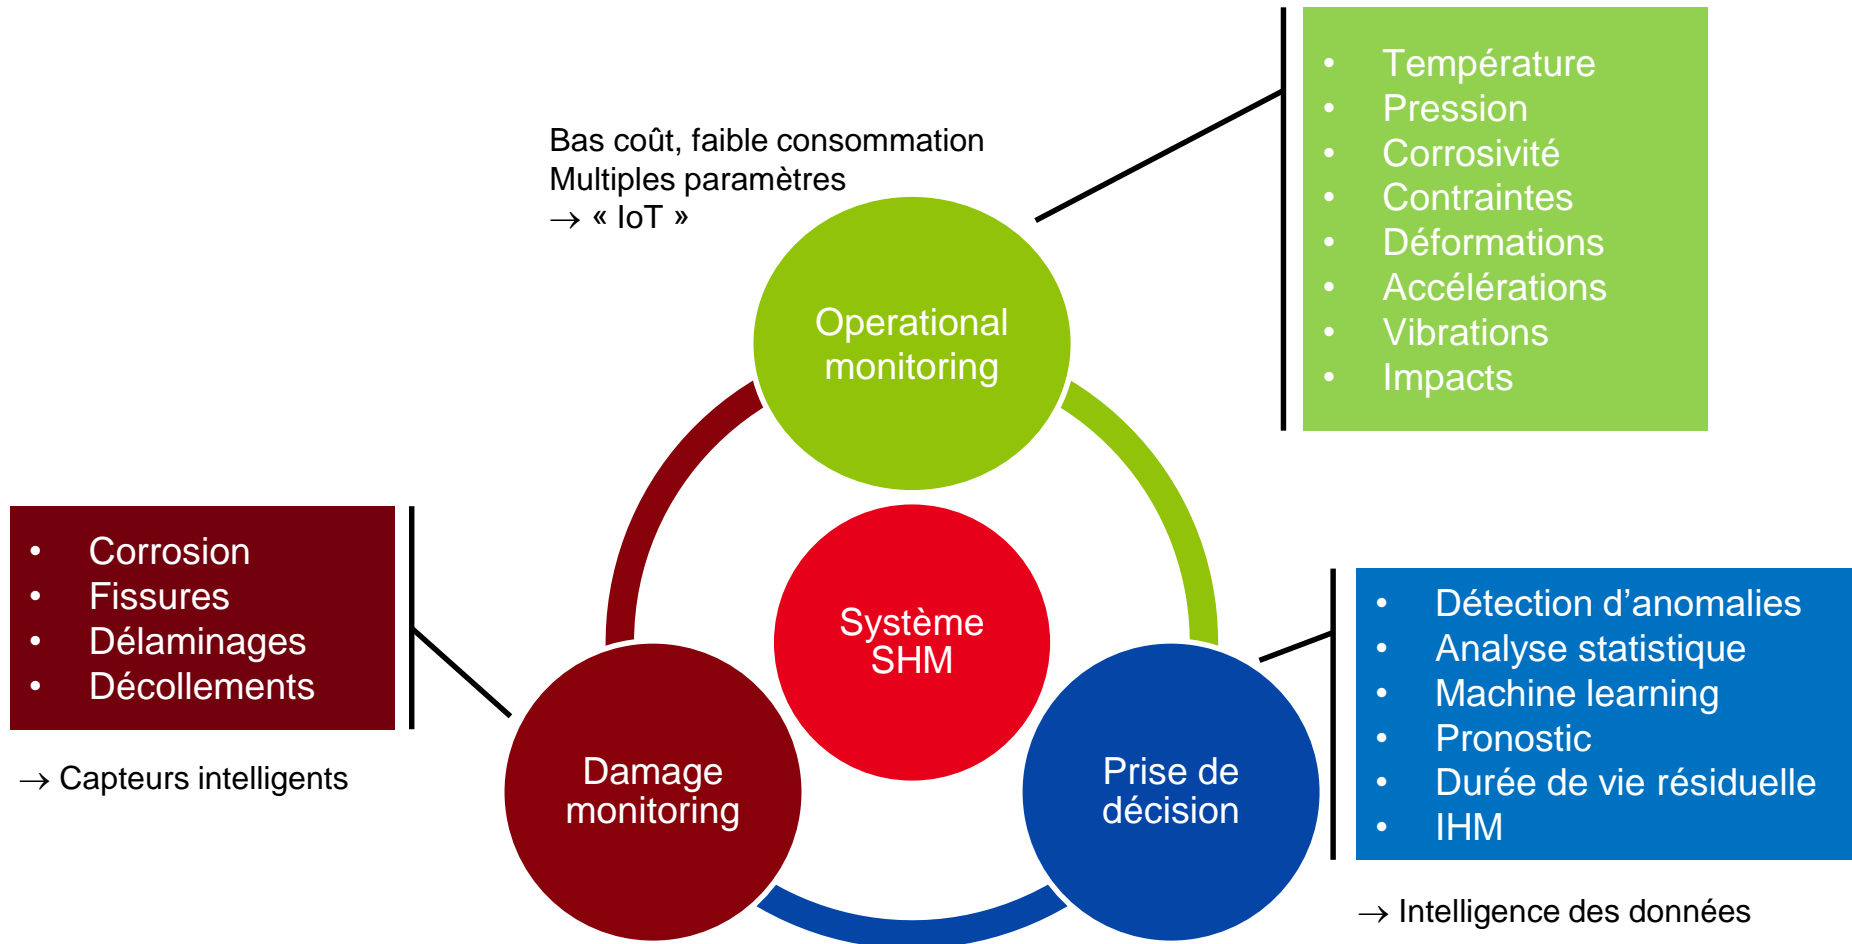 Bas coût, faible consommation
Multiples paramètres
→ « IoT »
• Température
• Pression
• Corrosivité
• Contraintes
• Déformations
• Accélérations
• Vibrations
• Impacts
Operational
monitoring
• Corrosion
• Fissures
• Délaminages
• Décollements
→ Capteurs intelligents
Système
SHM
Damage
monitoring
Prise de
décision
• Détection d’anomalies
• Analyse statistique
• Machine learning
• Pronostic
• Durée de vie résiduelle
• IHM
→ Intelligence des données